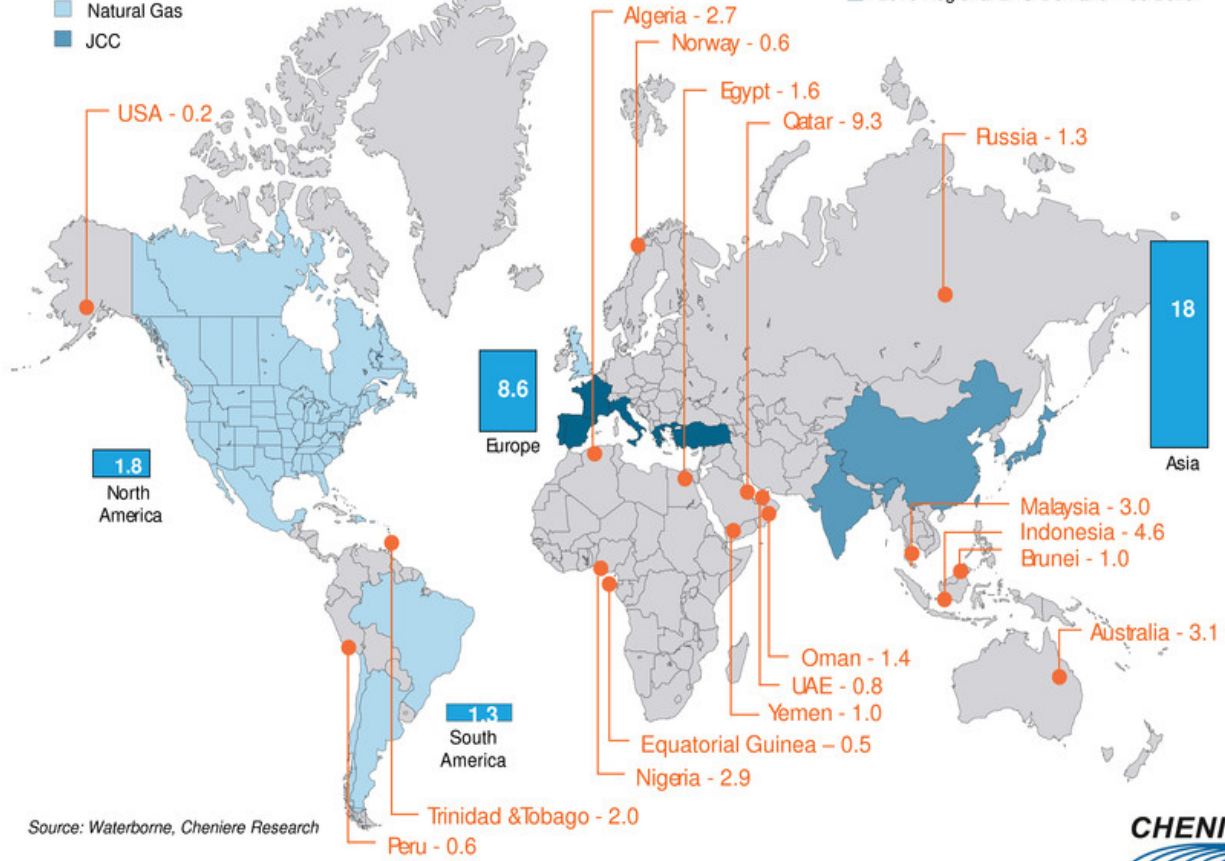 Natural Gas
JCC
Algeria - 2.7
Norway - 0.6
USA - 0.2
Egypt - 1.6
Qatar - 9.3
Russia - 1.3
18
8.6
Europe
Asia
1.8
North
America
Malaysia - 3.0
Indonesia - 4.6
Brunei - 1.0
Australia - 3.1
Oman - 1.4
UAE - 0.8
Yemen - 1.0
1.3
South
America
Equatorial Guinea – 0.5
Nigeria - 2.9
Trinidad &Tobago - 2.0
Peru - 0.6
Source: Waterborne, Cheniere Research